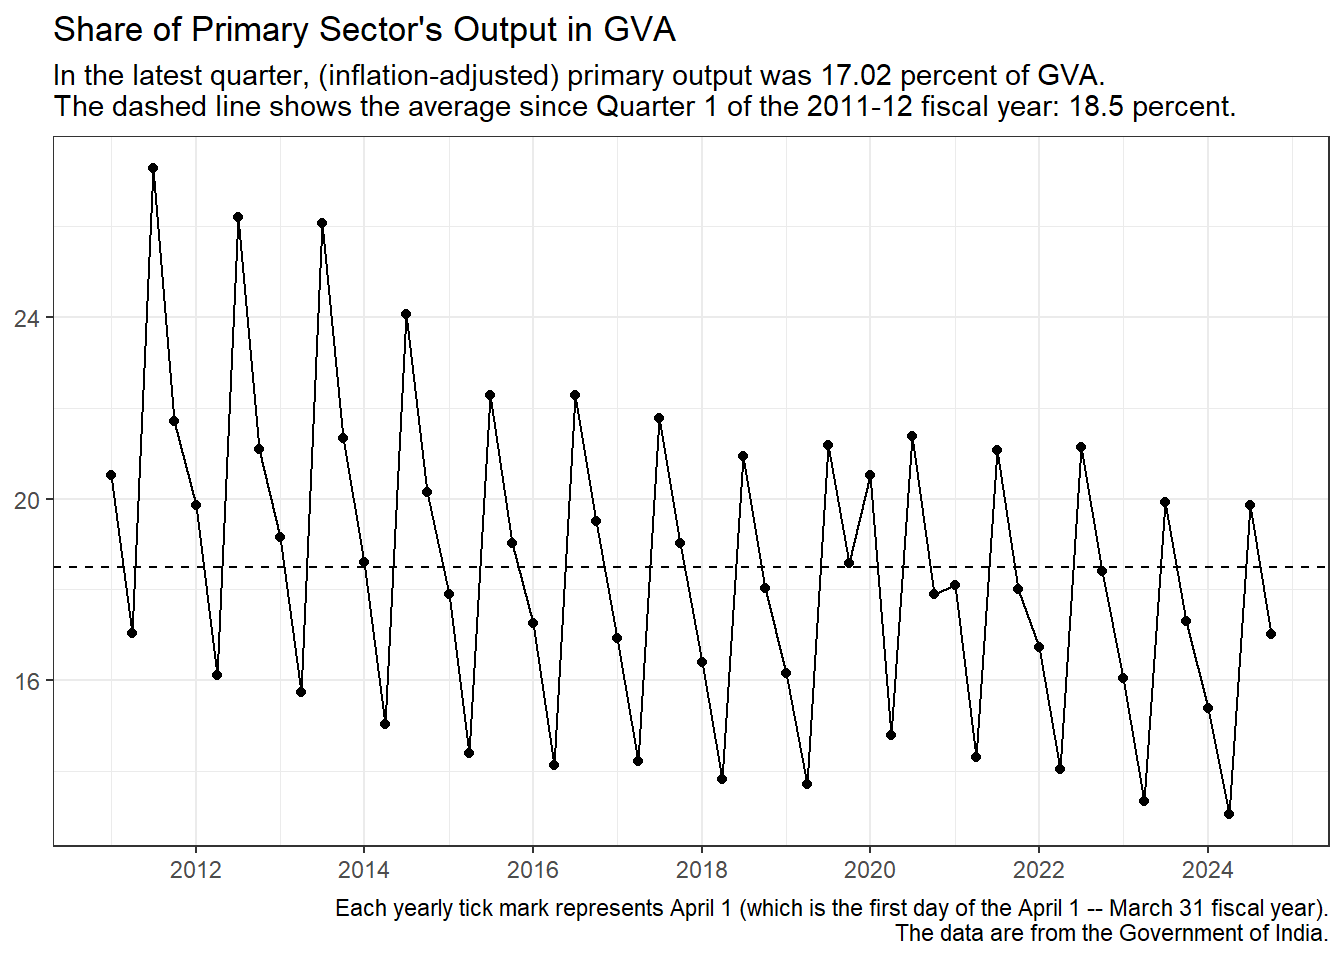 Share of Primary Sector's Output in GVA
In the latest quarter, (inflation-adjusted) primary output was 17.02 percent of GVA.
The dashed line shows the average since Quarter 1 of the 2011-12 fiscal year: 18.5 percent.
24
20
16
2012 2014 2016 2018 2020 2022 2024
Each yearly tick mark represents April 1 (which is the first day of the April 1 -- March 31 fiscal year).
The data are from the Government of India.